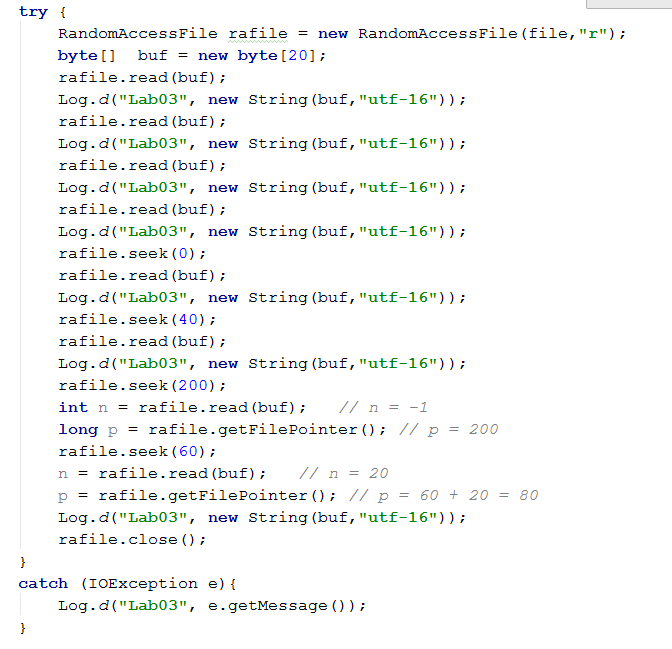 try {
    RandomAccessFile rafile = new RandomAccessFile(file,"r");
    byte[]  buf = new byte[20];
    rafile.read(buf);
    Log.d("Lab03", new String(buf,"utf-16"));
    rafile.read(buf);
    Log.d("Lab03", new String(buf,"utf-16"));
    rafile.read(buf);
    Log.d("Lab03", new String(buf,"utf-16"));
    rafile.read(buf);
    Log.d("Lab03", new String(buf,"utf-16"));
    rafile.seek(0);
    rafile.read(buf);
    Log.d("Lab03", new String(buf,"utf-16"));
    rafile.seek(40);
    rafile.read(buf);
    Log.d("Lab03", new String(buf,"utf-16"));
    rafile.seek(200);
    int n = rafile.read(buf);   // n = -1
    long p = rafile.getFilePointer(); // p = 200
    rafile.seek(60);
    n = rafile.read(buf);   // n = 20
    p = rafile.getFilePointer(); // p = 60 + 20 = 80
    Log.d("Lab03", new String(buf,"utf-16"));
    rafile.close();
}
catch (IOException e){
    Log.d("Lab03", e.getMessage());
}